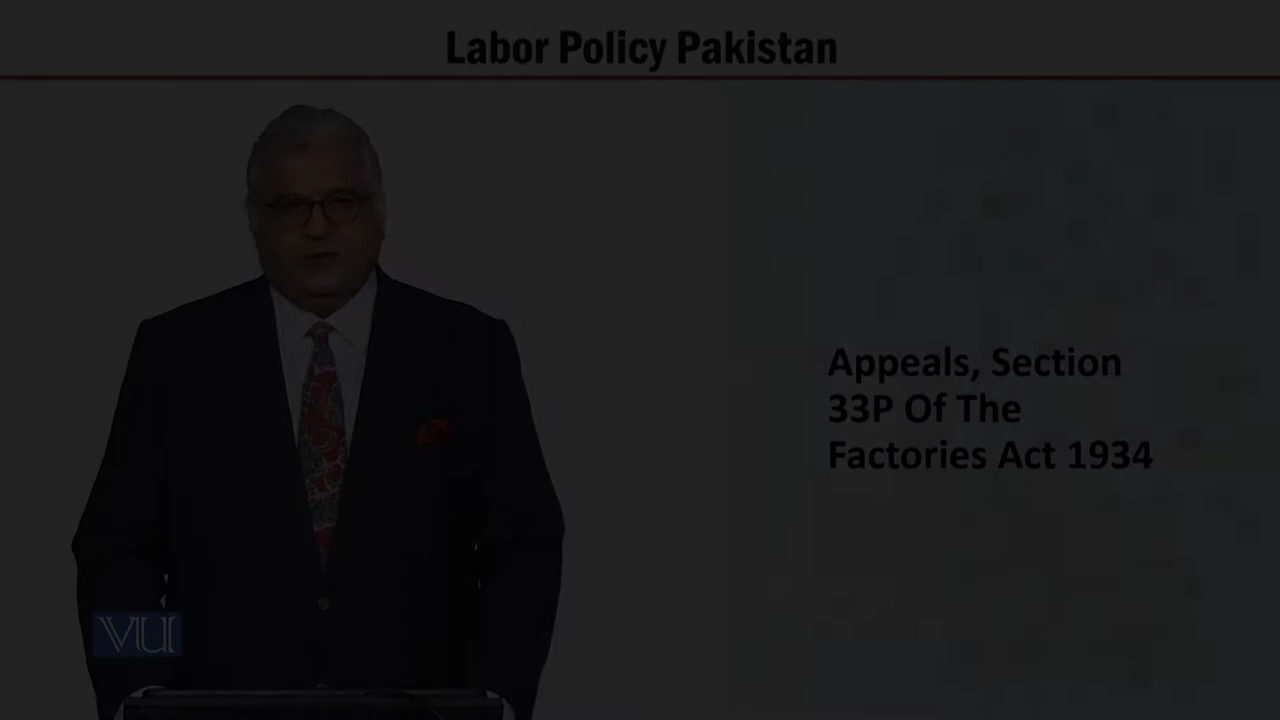 Labor Policy Pakistan
Appeals, Section
33P Of The
Factories Act 1934
VU